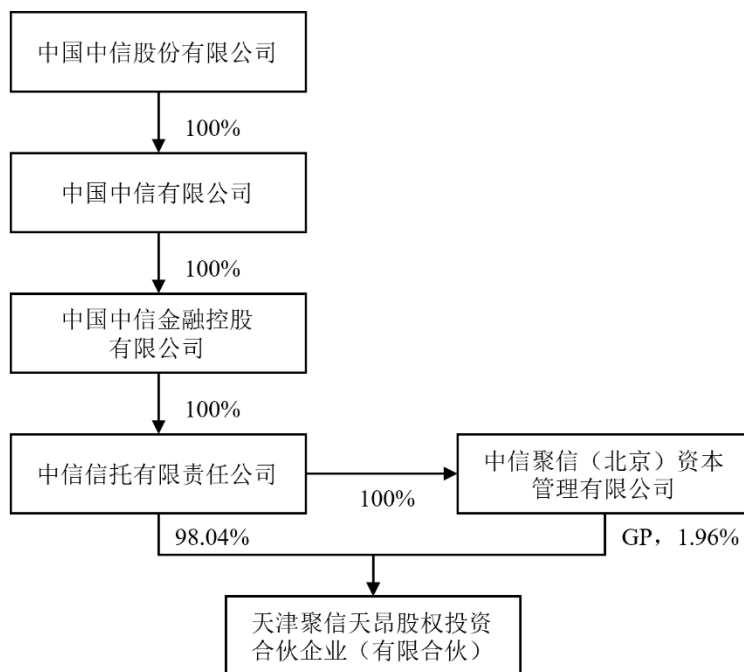 中国中信股份有限公司
100%
中国中信有限公司
100%
中国中信金融控股
有限公司
100%
中信信托有限责任公司
100%
中信聚信（北京）资本
管理有限公司
98.04%
GP，1.96%
天津聚信天昂股权投资
合伙企业（有限合伙）